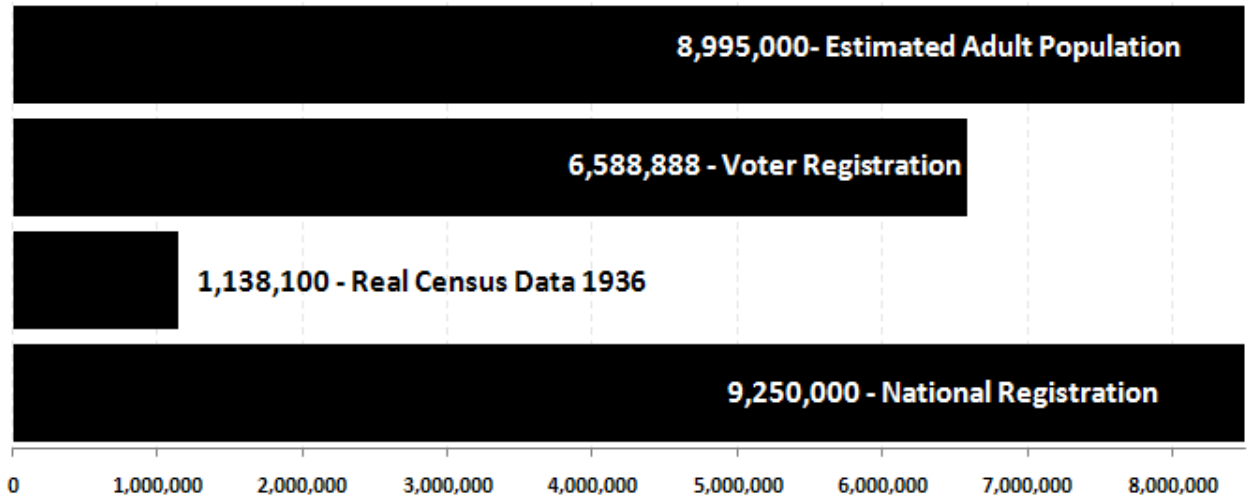 8,995,000- Estimated Adult Population
6,588,888 - Voter Registration
1,138,100 - Real Census Data 1936
9,250,000 - National Registration
0 1,000,000 2,000,000 3,000,000 4,000,000 5,000,000 6,000,000 7,000,000 8,000,000